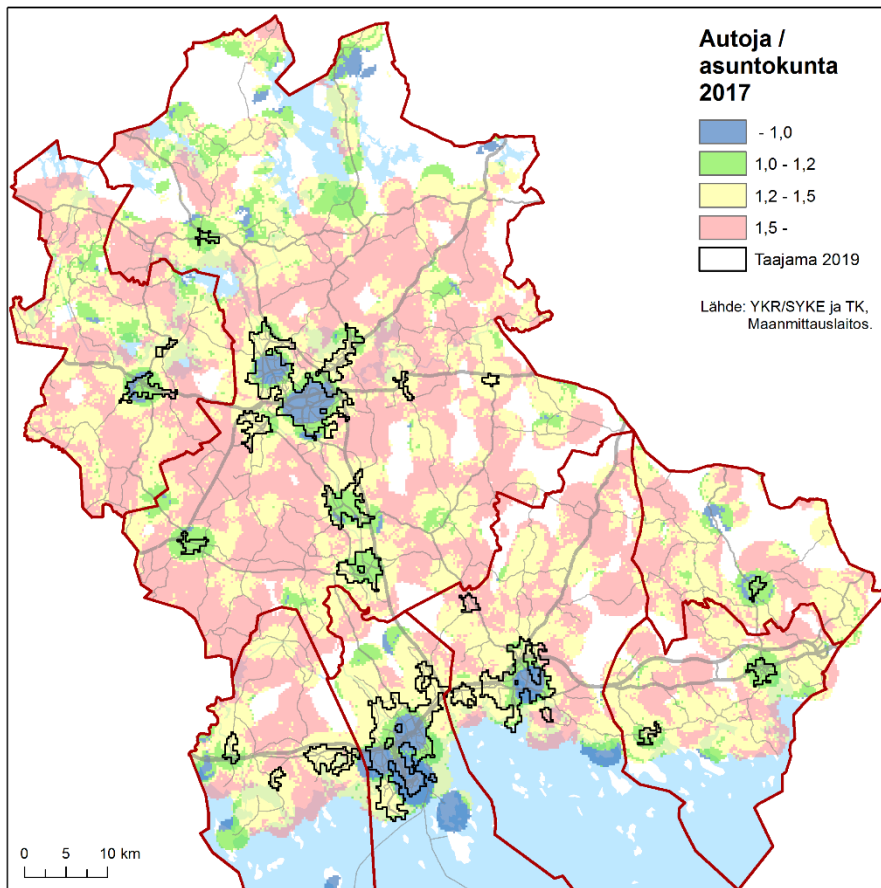 Autoja /
asuntokunta
2017
- 1,0
1,0 - 1,2
1,2 - 1,5
1,5 -
Taajama 2019
Lähde: YKR/SYKE ja TK,
Maanmittauslaitos.
0 5 10 km